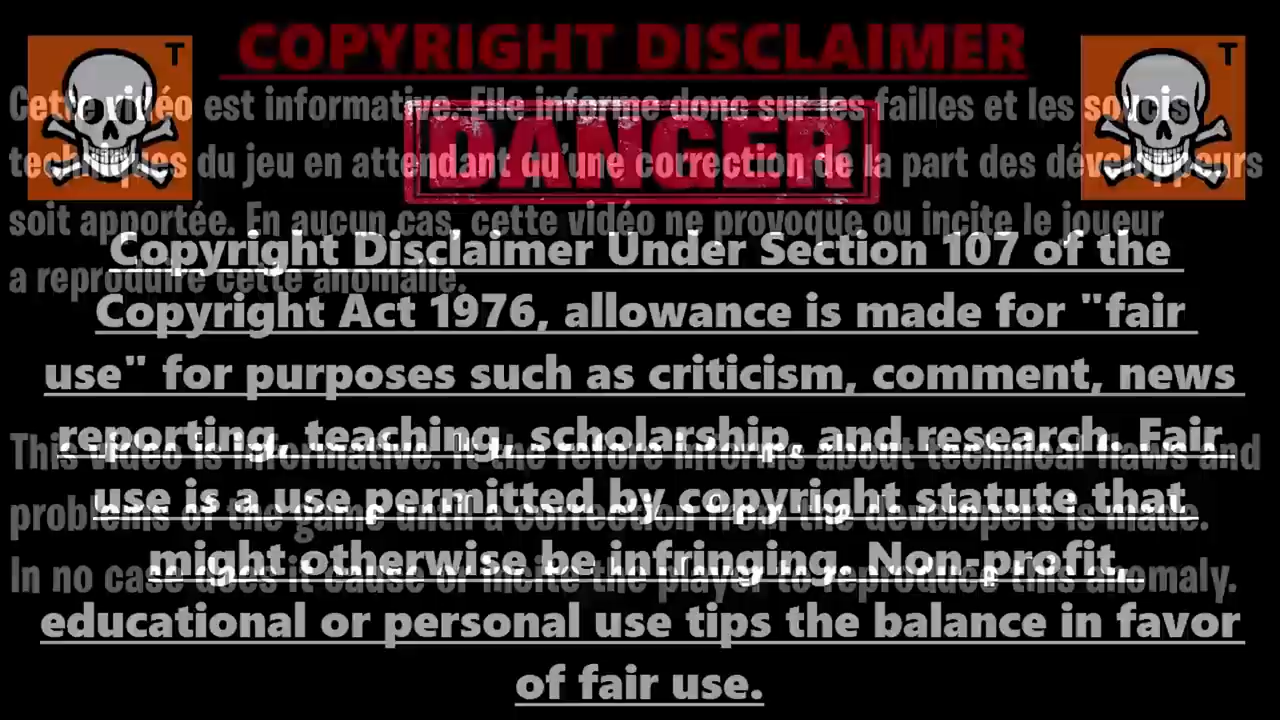 T
COPYRIGHT DISCLAIMER
T
Cette vidéo est informative. Elle informe donc sur les failles et les soucis
DANGER
techniques du jeu en attendant qu'une correction de la part des développeurs
soit apportée. En aucun cas, cette vidéo ne provoque ou incite le joueur
a reproduire cette anomalie.
Copyright Disclaimer Under Section 107 of the
Copyright Act 1976, allowance is made for "fair
use" for purposes such as criticism, comment, news
reporting, teaching, scholarship, and research. Fair
use is a use permitted by copyright statute that
might otherwise be infringing. Non-profit,
educational or personal use tips the balance in favor
of fair use.
This video is informative. It the refore informs about technical flaws and
problems of the game until a correction from the developers is made.
In no case does it cause or incite the player to reproduce this anomaly.